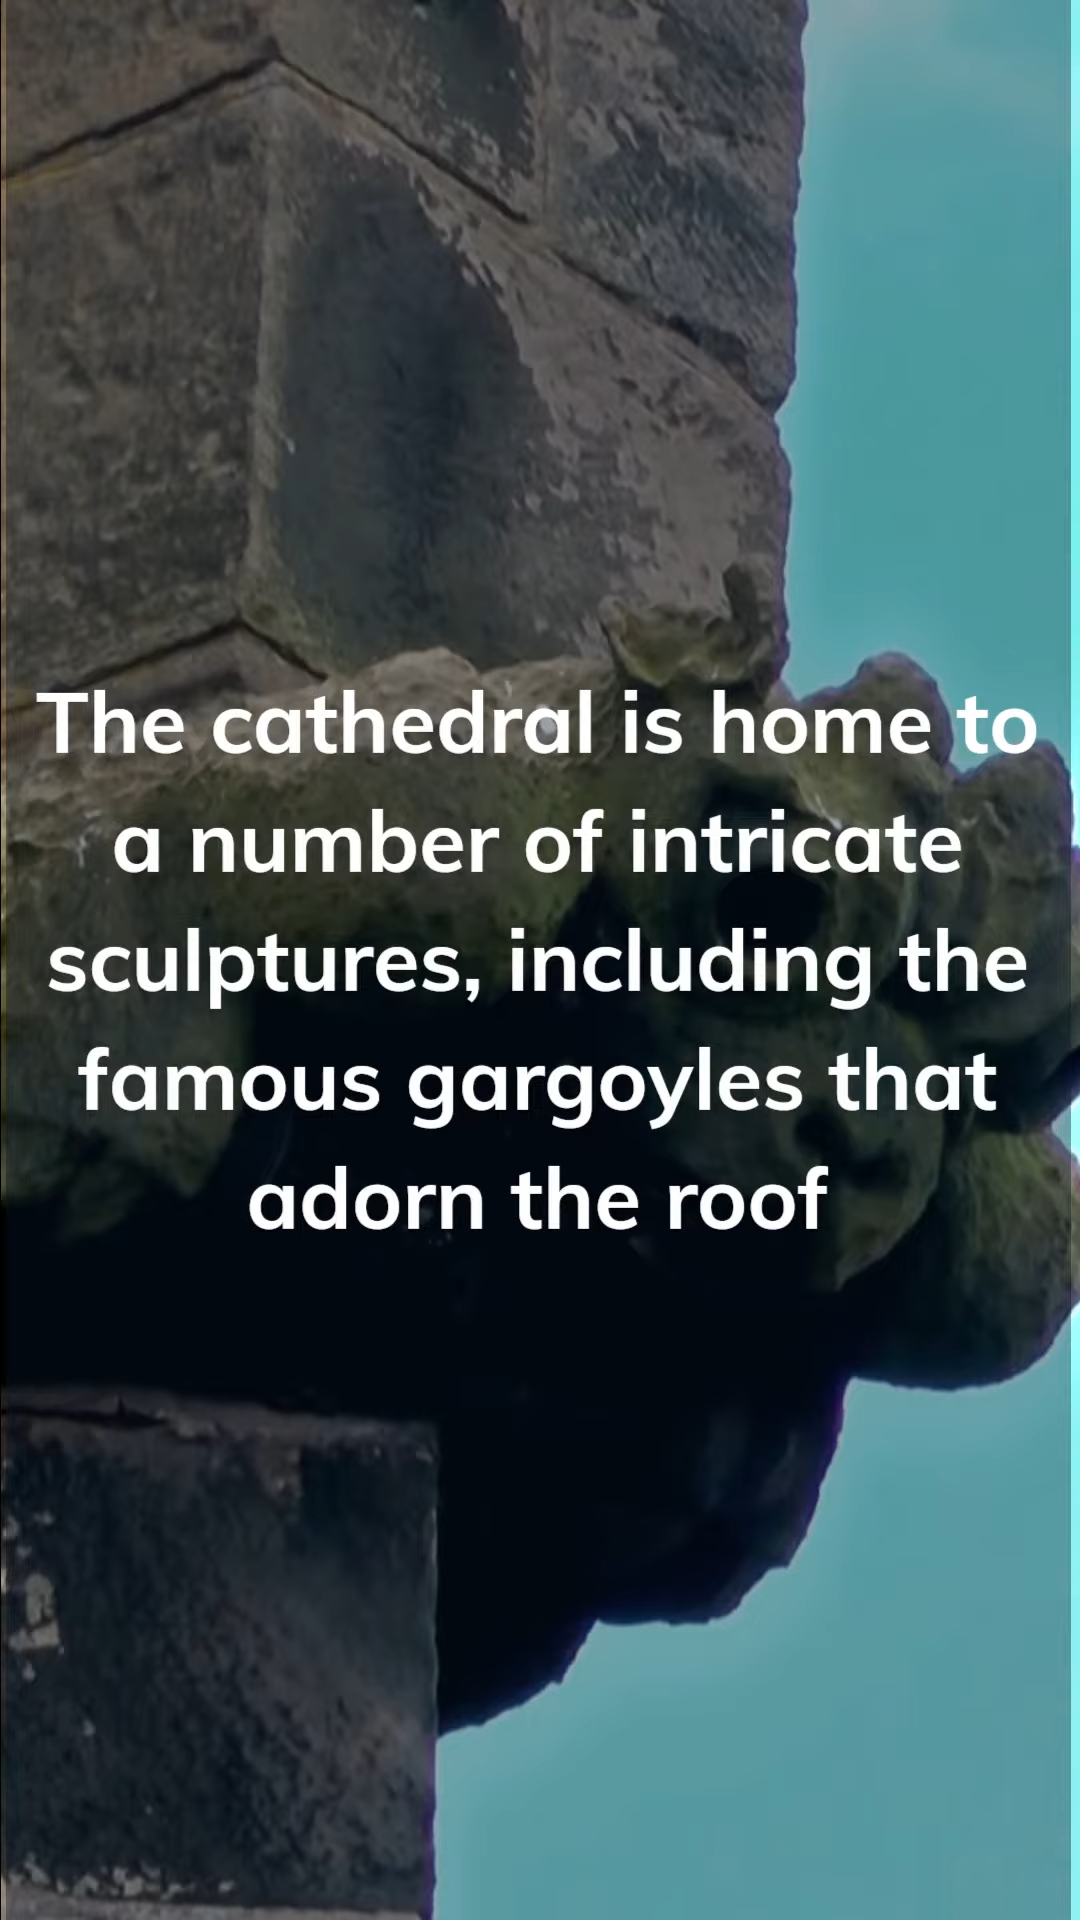 The cathedral is home to
a number of intricate
sculptures, including the
famous gargoyles that
adorn the roof